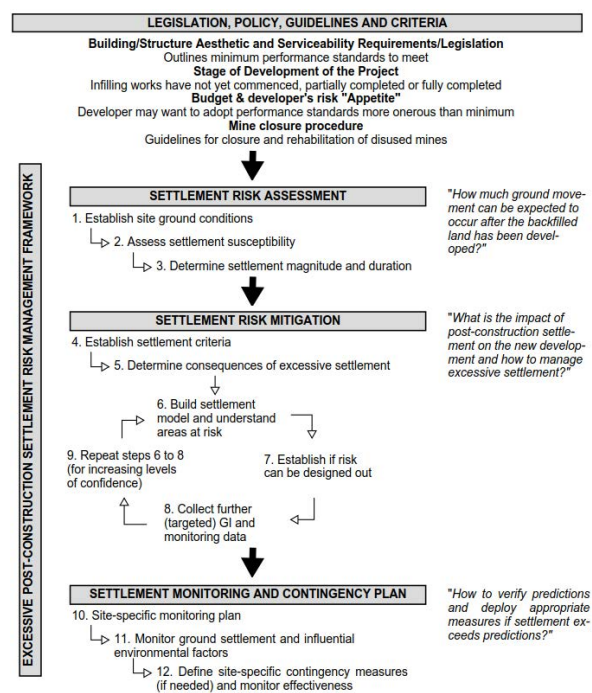 LEGISLATION, POLICY, GUIDELINES AND CRITERIA
Building/Structure Aesthetic and Serviceability Requirements/Legislation
Outlines minimum performance standards to meet
Stage of Development of the Project
Infilling works have not yet commenced, partially completed or fully completed
Budget & developer's risk "Appetite"
Developer may want to adopt performance standards more onerous than minimum
Mine closure procedure
Guidelines for closure and rehabilitation of disused mines
EXCESSIVE POST-CONSTRUCTION SETTLEMENT RISK MANAGEMENT FRAMEWORK
SETTLEMENT RISK ASSESSMENT
1. Establish site ground conditions
2. Assess settlement susceptibility
3. Determine settlement magnitude and duration
"How much ground move-
ment can be expected to
occur after the backfilled
land has been devel-
oped?"
SETTLEMENT RISK MITIGATION
4. Establish settlement criteria
5. Determine consequences of excessive settlement
"What is the impact of
post-construction settle-
ment on the new develop-
ment and how to manage
excessive settlement?"
6. Build settlement
model and understand
areas at risk
7. Establish if risk
can be designed out
8. Collect further
(targeted) GI and
monitoring data
9. Repeat steps 6 to 8
(for increasing levels
of confidence)
SETTLEMENT MONITORING AND CONTINGENCY PLAN
10. Site-specific monitoring plan
11. Monitor ground settlement and influential
environmental factors
12. Define site-specific contingency measures
(if needed) and monitor effectiveness
"How to verify predictions
and deploy appropriate
measures if settlement ex-
ceeds predictions?"